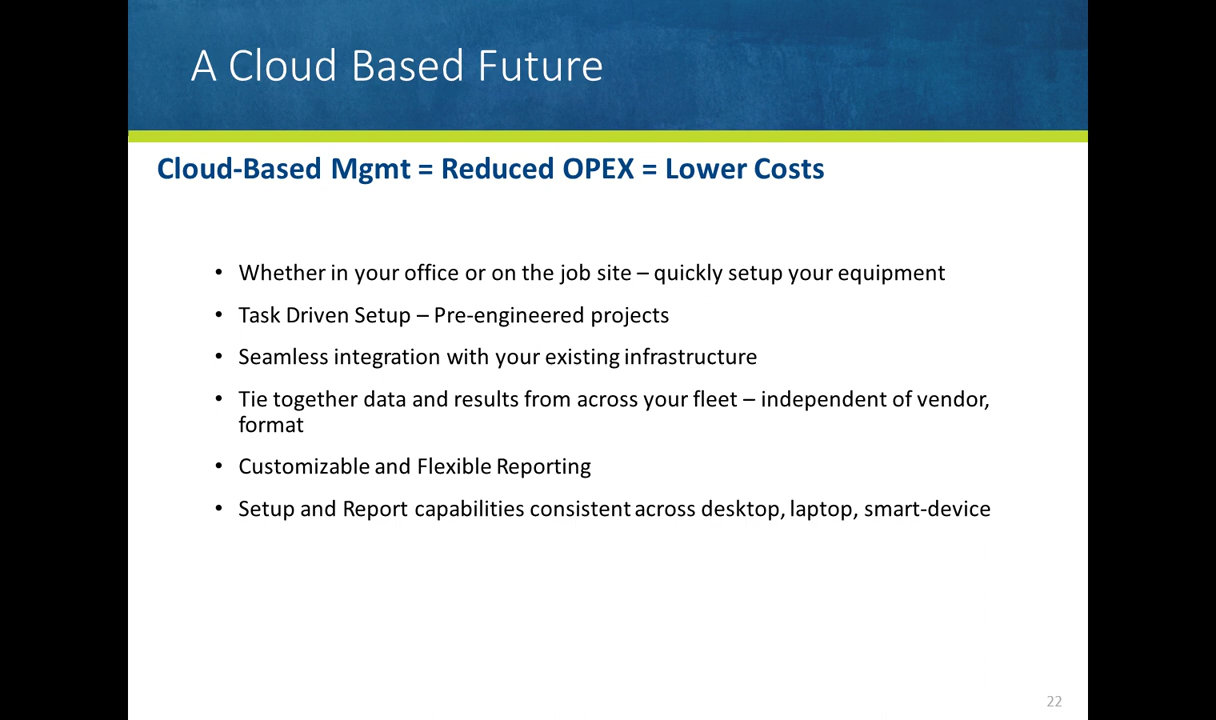 A Cloud Based Future
Cloud-Based Mgmt = Reduced OPEX = Lower Costs
• Whether in your office or on the job site – quickly setup your equipment
• Task Driven Setup – Pre-engineered projects
• Seamless integration with your existing infrastructure
• Tie together data and results from across your fleet – independent of vendor,
format
• Customizable and Flexible Reporting
• Setup and Report capabilities consistent across desktop, laptop, smart-device
22